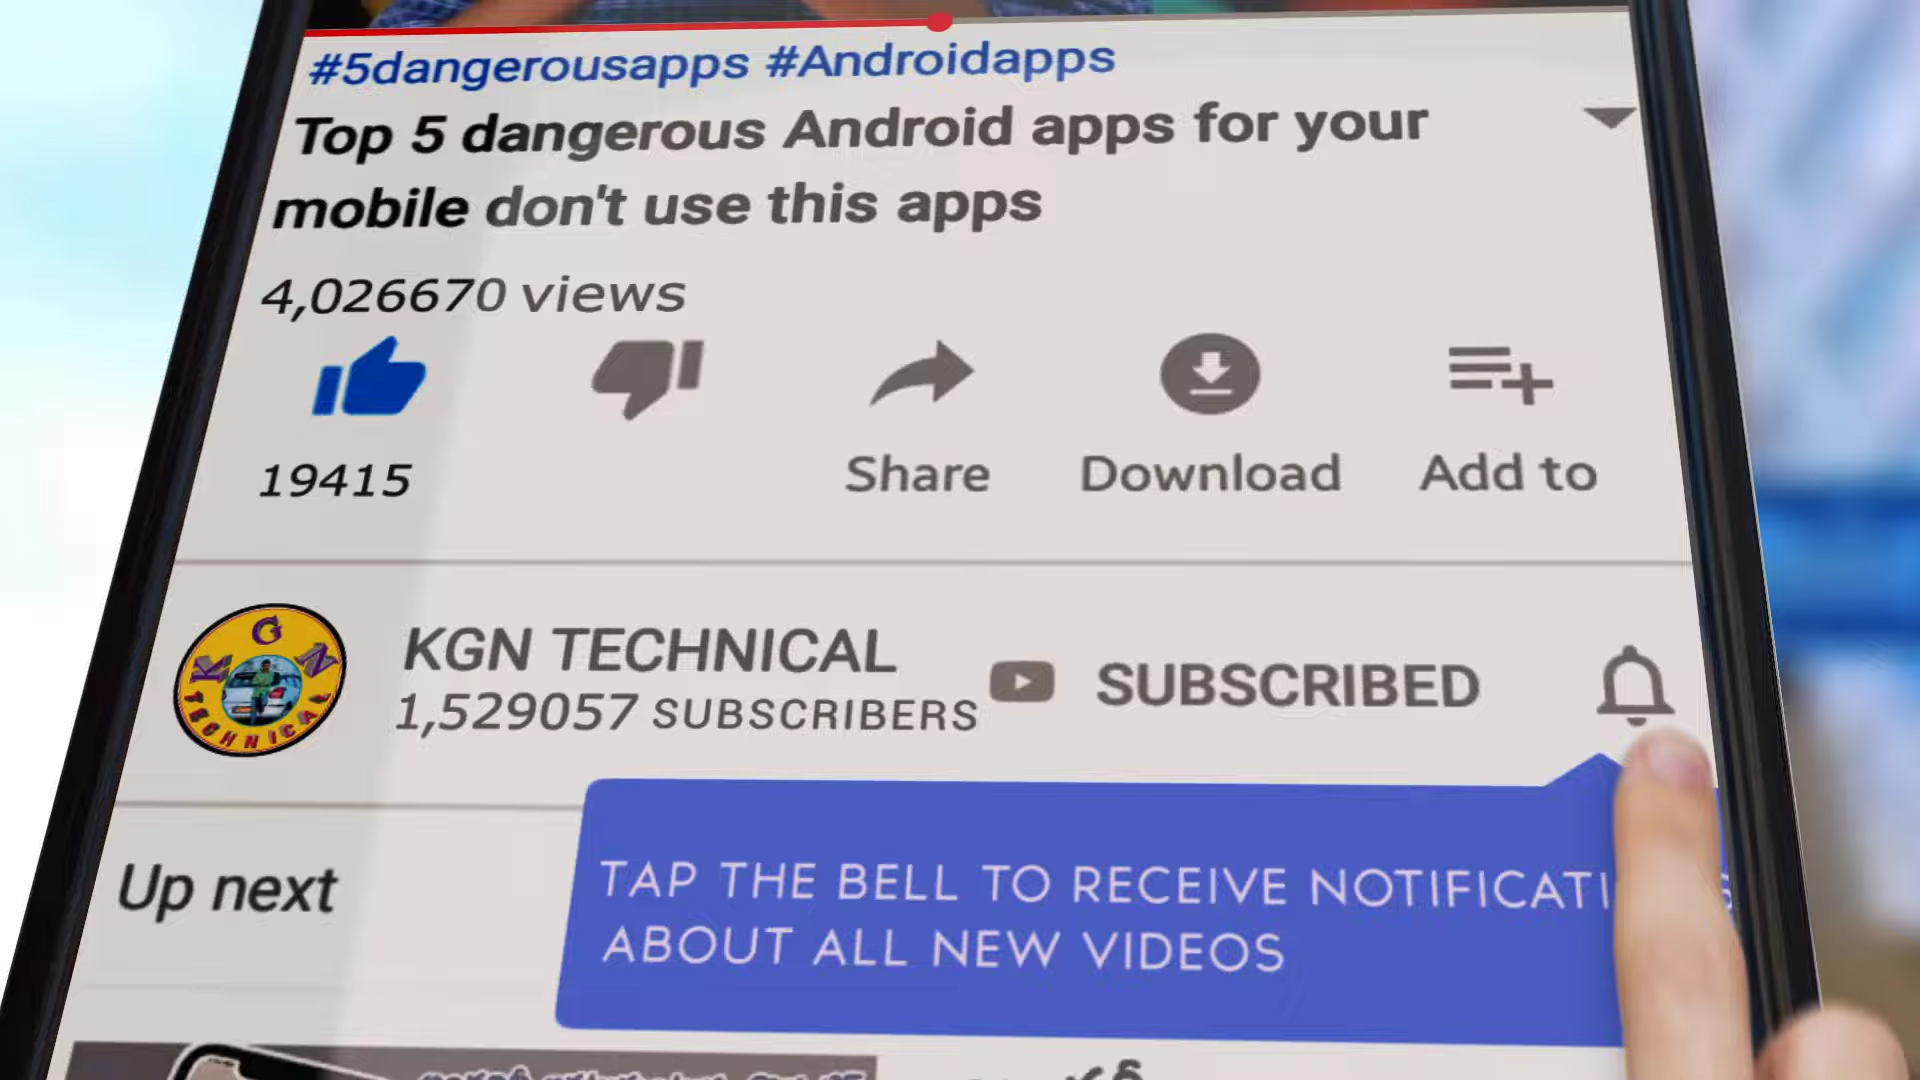 #5dangerousapps #Androidapps
Top 5 dangerous Android apps for your
mobile don't use this apps
4,026670 views
19415
Share
Download
Add to
KGN
TECHNICAL
KGN TECHNICAL
1,529057 SUBSCRIBERS
SUBSCRIBED
TAP THE BELL TO RECEIVE
ABOUT ALL NEW VIDEOS
Up next